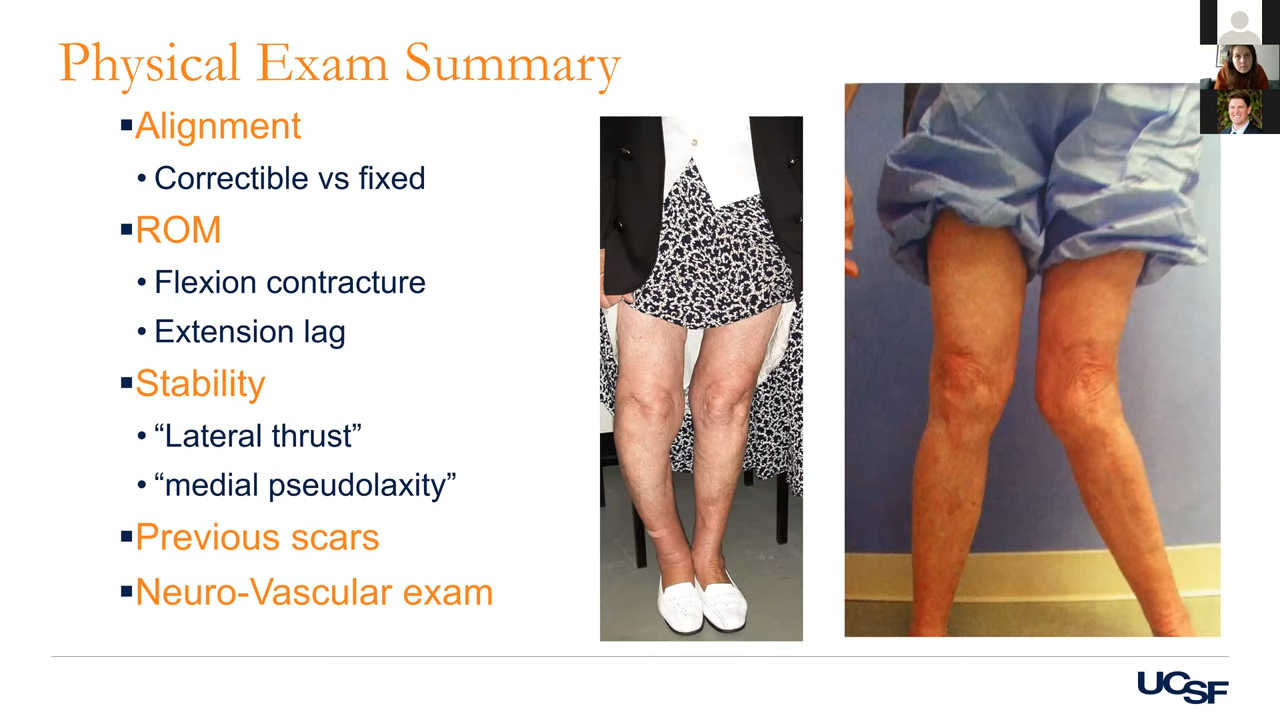 Physical Exam Summary
▪Alignment
• Correctible vs fixed
▪ROM
• Flexion contracture
• Extension lag
▪Stability
• “Lateral thrust”
• “medial pseudolaxity”
▪Previous scars
▪Neuro-Vascular exam
UCSF